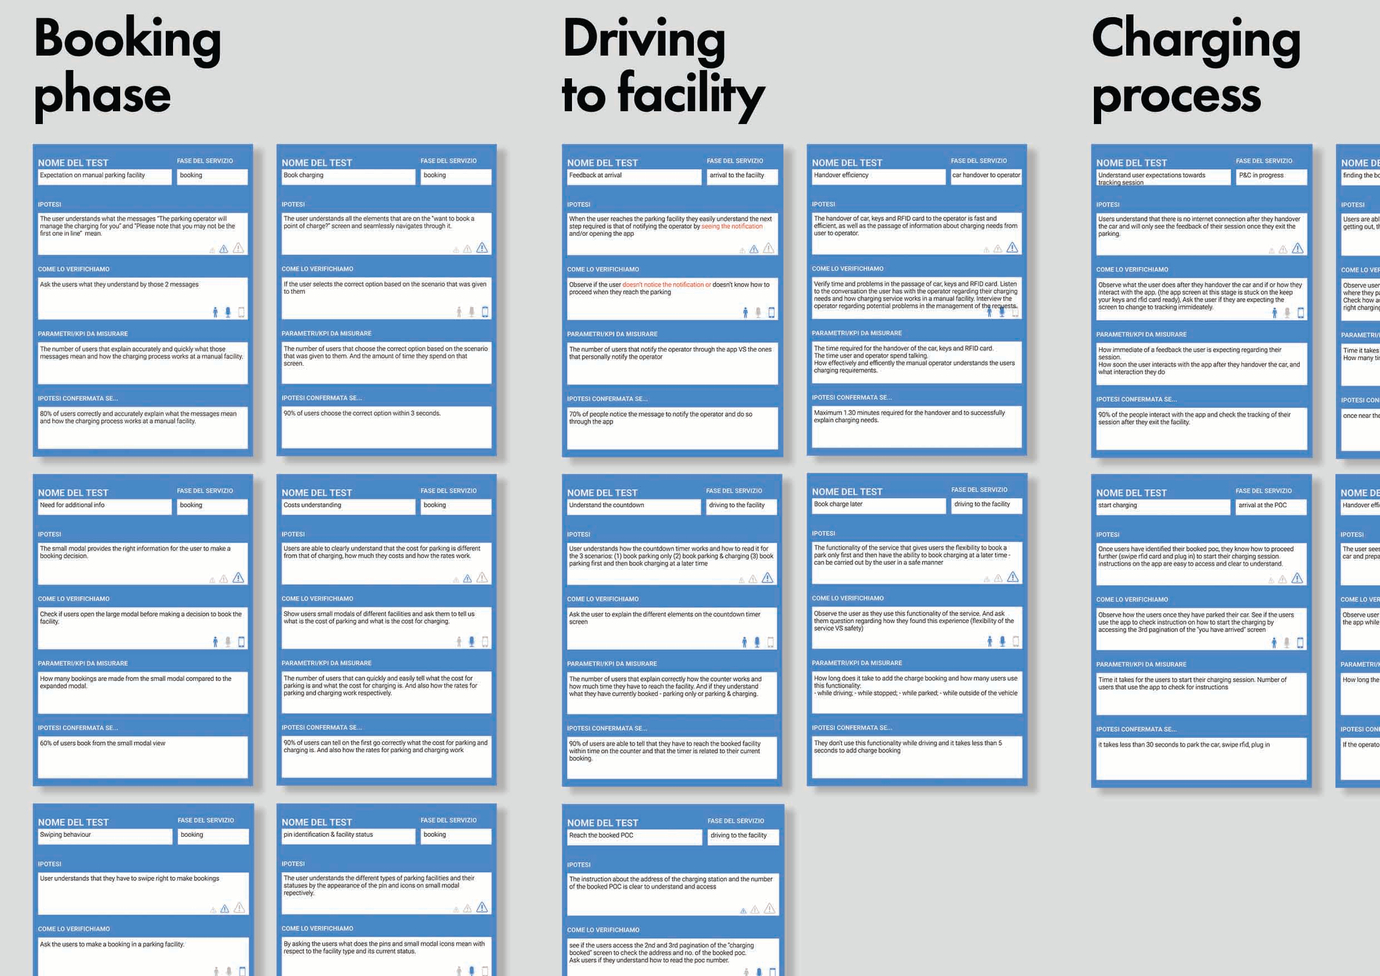 Booking
phase
NOME DEL TEST
FASE DEL SERVIZIO
Expectation on manual parking facility
booking
IPOTESI
The user understands what the messages "The parking operator will
manage the charging for you" and "Please note that you may not be the
first one in line" mean
COME LO VERIFICHIAMO
Ask the users what they understand by those 2 messages
PARAMETRI/KPI DA MISURARE
The number of users that explain accurately and quickly what those
messages mean and how the charging process works at a manual facility.
IPOTESI CONFERMATA SE...
80% of users correctly and accurately explain what the messages mean
and how the charging process works at a manual facility.
NOME DEL TEST
FASE DEL SERVIZIO
Book charging
booking
IPOTESI
The user understands all the elements that are on the "want to book a
point of charge?" screen and seamlessly navigates through it.
COME LO VERIFICHIAMO
If the user selects the correct option based on the scenario that was given
to them
PARAMETRI/KPI DA MISURARE
The number of users that choose the correct option based on the scenario
that was given to them. And the amount of time they spend on that
screen.
IPOTESI CONFERMATA SE...
90% of users choose the correct option within 3 seconds.
NOME DEL TEST
FASE DEL SERVIZIO
Need for additional info
booking
IPOTESI
The small modal provides the right information for the user to make a
booking decision.
COME LO VERIFICHIAMO
Check if users open the large modal before making a decision to book the
facility.
PARAMETRI/KPI DA MISURARE
How many bookings are made from the small modal compared to the
expanded modal.
IPOTESI CONFERMATA SE...
60% of users book from the small modal view
NOME DEL TEST
FASE DEL SERVIZIO
Costs understanding
booking
IPOTESI
Users are able to clearly understand that the cost for parking is different
from that of charging, how much they costs and how the rates work.
COME LO VERIFICHIAMO
Show users small modals of different facilities and ask them to tell us
what is the cost of parking and what is the cost for charging.
PARAMETRI/KPI DA MISURARE
The number of users that can quickly and easily tell what the cost for
parking is and what the cost for charging is. And also how the rates for
parking and charging work respectively.
IPOTESI CONFERMATA SE...
90% of users can tell on the first go correctly what the cost for parking and
charging is. And also how the rates for parking and charging work
NOME DEL TEST
FASE DEL SERVIZIO
Swiping behaviour
booking
IPOTESI
User understands that they have to swipe right to make bookings
COME LO VERIFICHIAMO
Ask the users to make a booking in a parking facility.
NOME DEL TEST
FASE DEL SERVIZIO
pin identification & facility status
booking
IPOTESI
The user understands the different types of parking facilities and their
statuses by the appearance of the pin and icons on small modal
repectively.
COME LO VERIFICHIAMO
By asking the users what does the pins and small modal icons mean with
respect to the facility type and its current status.
Driving
to facility
NOME DEL TEST
FASE DEL SERVIZIO
Feedback at arrival
arrival to the facility
IPOTESI
When the user reaches the parking facility they easily understand the next
step required is that of notifying the operator by seeing the notification
and/or opening the app
COME LO VERIFICHIAMO
Observe if the user doesn't notice the notification or doesn't know how to
proceed when they reach the parking
PARAMETRI/KPI DA MISURARE
The number of users that notify the operator through the app VS the ones
that personally notify the operator
IPOTESI CONFERMATA SE...
70% of people notice the message to notify the operator and do so
through the app
NOME DEL TEST
FASE DEL SERVIZIO
Handover efficiency
car handover to operator
IPOTESI
The handover of car, keys and RFID card to the operator is fast and
efficient, as well as the passage of information about charging needs from
user to operator.
COME LO VERIFICHIAMO
Verify time and problems in the passage of car, keys and RFID card. Listen
to the conversation the user has with the operator regarding their charging
needs and how charging service works in a manual facility. Interview the
operator regarding potential problems in the management of the requests.
PARAMETRI/KPI DA MISURARE
The time required for the handover of the car, keys and RFID card.
The time user and operator spend talking.
How effectively and efficently the manual operator understands the users
charging requirements.
IPOTESI CONFERMATA SE...
Maximum 1.30 minutes required for the handover and to successfully
explain charging needs.
NOME DEL TEST
FASE DEL SERVIZIO
Understand the countdown
driving to the facility
IPOTESI
User understands how the countdown timer works and how to read it for
the 3 scenarios: (1) book parking only (2) book parking & charging (3) book
parking first and then book charging at a later time
COME LO VERIFICHIAMO
Ask the user to explain the different elements on the countdown timer
screen
PARAMETRI/KPI DA MISURARE
The number of users that explain correctly how the counter works and
how much time they have to reach the facility. And if they understand
what they have currently booked - parking only or parking & charging.
IPOTESI CONFERMATA SE...
90% of users are able to tell that they have to reach the booked facility
within time on the counter and that the timer is related to their current
booking.
NOME DEL TEST
FASE DEL SERVIZIO
Book charge later
driving to the facility
IPOTESI
The functionality of the service that gives users the flexibility to book a
park only first and then have the ability to book charging at a later time -
can be carried out by the user in a safe manner
COME LO VERIFICHIAMO
Observe the user as they use this functionality of the service. And ask
them question regarding how they found this experience (flexibility of the
service VS safety)
PARAMETRI/KPI DA MISURARE
How long does it take to add the charge booking and how many users use
this functionality:
- while driving; - while stopped; - while parked; - while outside of the vehicle
IPOTESI CONFERMATA SE...
They don't use this functionality while driving and it takes less than 5
seconds to add charge booking
NOME DEL TEST
FASE DEL SERVIZIO
Reach the booked POC
driving to the facility
IPOTESI
The instruction about the address of the charging station and the number
of the booked POC is clear to understand and access
COME LO VERIFICHIAMO
see if the users access the 2nd and 3rd pagination of the "charging
booked" screen to check the address and no. of the booked poc.
Ask users if they understand how to read the poc number.
Charging
process
NOME DEL TEST
FASE DEL SERVIZIO
Understand user expectations towards
tracking session
P&C in progress
IPOTESI
Users understand that there is no internet connection after they handover
the car and will only see the feedback of their session once they exit the
parking.
COME LO VERIFICHIAMO
Observe what the user does after they handover the car and if or how they
interact with the app, (the app screen at this stage is stuck on the keep
your keys and rfid card ready), Ask the user if they are expecting the
screen to change to tracking immideately.
PARAMETRI/KPI DA MISURARE
How immediate of a feedback the user is expecting regarding their
session.
How soon the user interacts with the app after they handover the car, and
what interaction they do
IPOTESI CONFERMATA SE...
90% of the people interact with the app and check the tracking of their
session after they exit the facility.
NOME DE
finding the bo
IPOTESI
Users are abl
getting out, th
COME LO VE
Observe user
where they pa
Check how ac
right charging
PARAMETRI
Time it takes
How many tim
IPOTESI CON
once near the
NOME DEL TEST
FASE DEL SERVIZIO
start charging
arrival at the POC
IPOTESI
Once users have identified their booked poc, they know how to proceed
further (swipe rfid card and plug in) to start their charging session
instructions on the app are easy to access and clear to understand.
COME LO VERIFICHIAMO
Observe how the users once they have parked their car. See if the users
use the app to check instruction on how to start the charging by
accessing the 3rd pagination of the "you have arrived" screen
PARAMETRI/KPI DA MISURARE
Time it takes for the users to start their charging session. Number of
users that use the app to check for instructions
IPOTESI CONFERMATA SE...
it takes less than 30 seconds to park the car, swipe rfid, plug in
NOME DE
Handover effi
IPOTESI
The user sees
car and prepa
COME LO VE
Observe user
the app while
PARAMETRI
How long the
IPOTESI CON
If the operato